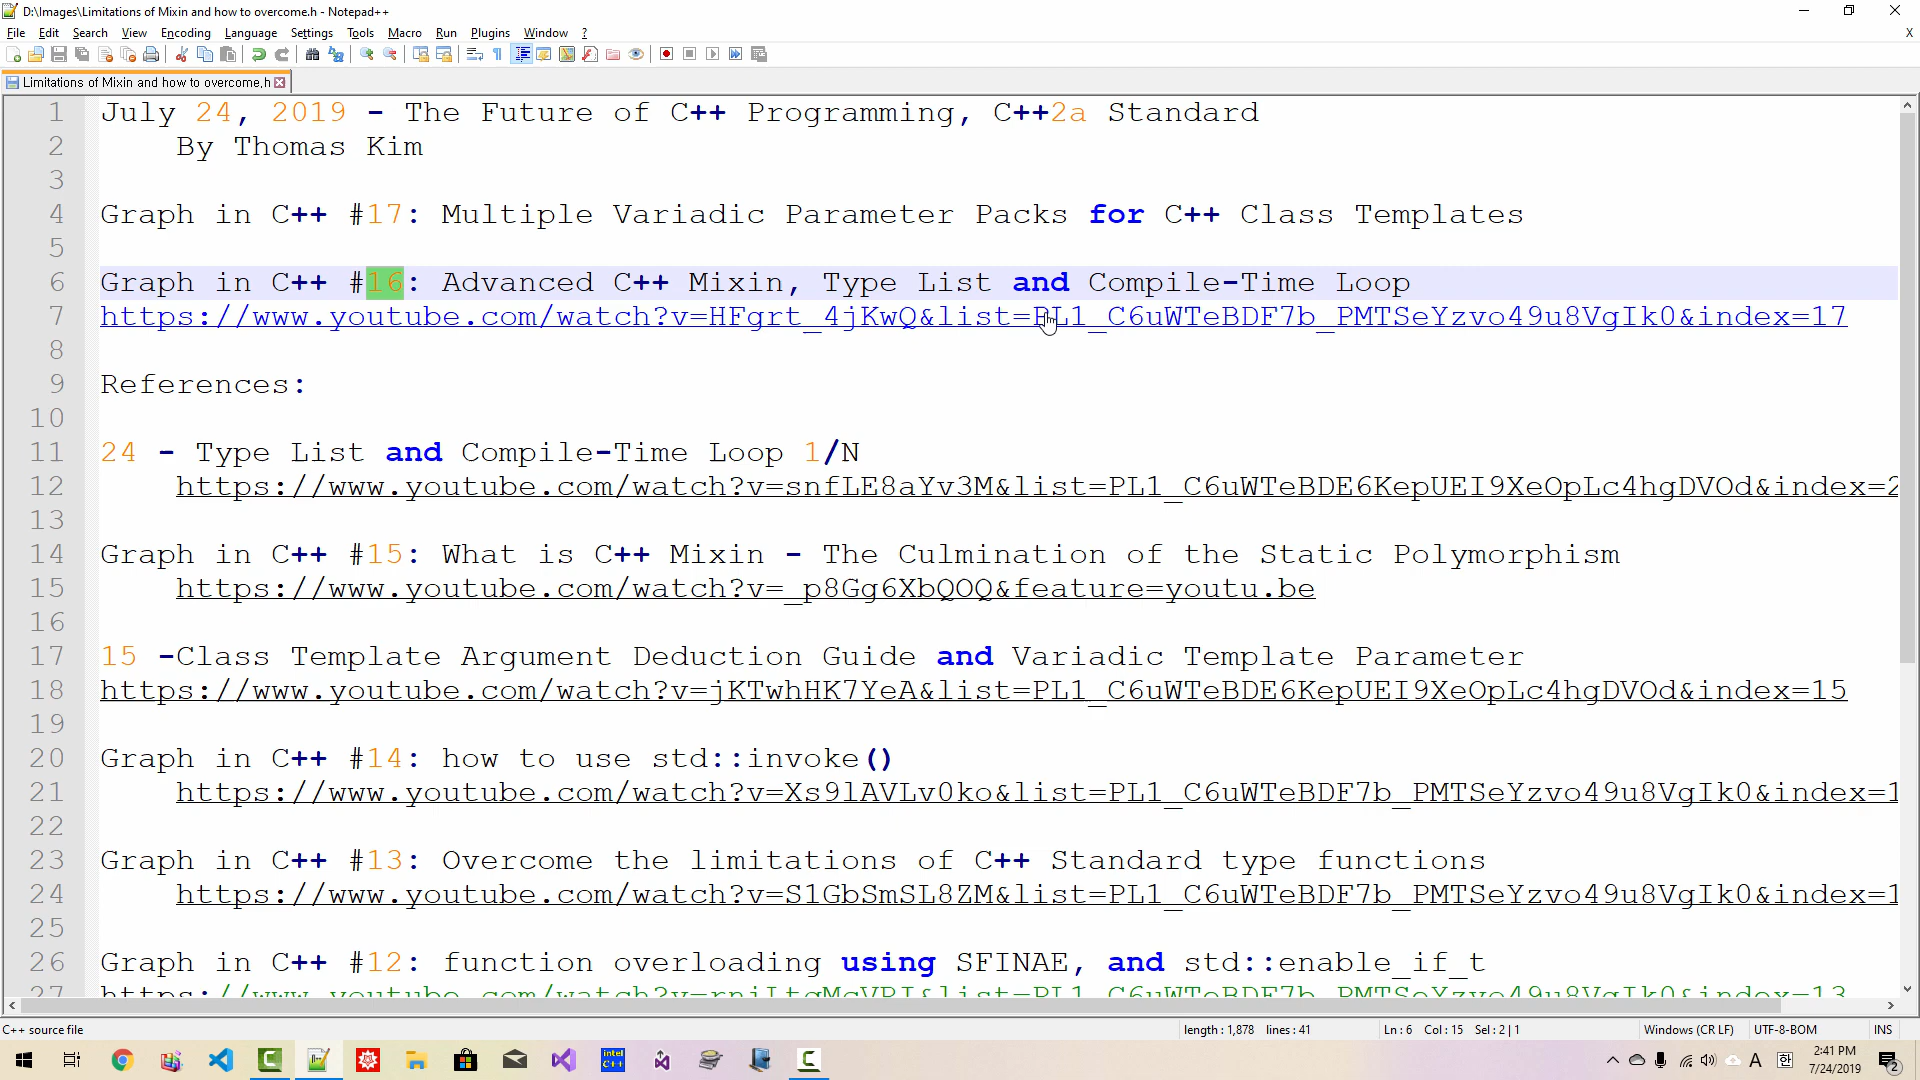 D:\Images\Limitations of Mixin and how to overcome.h - Notepad++
File Edit Search View Encoding Language Settings Tools Macro Run Plugins Window ? X
Limitations of Mixin and how to overcome.h
1 July 24, 2019 - The Future of C++ Programming, C++2a Standard
2 By Thomas Kim
3
4 Graph in C++ #17: Multiple Variadic Parameter Packs for C++ Class Templates
5
6 Graph in C++ #16: Advanced C++ Mixin, Type List and Compile-Time Loop
7 https://www.youtube.com/watch?v=HFgrt_4jKwQ&list=PL1_C6uWTeBDF7b_PMTSeYzvo49u8VgIk0&index=17
8
9 References:
10
11 24 - Type List and Compile-Time Loop 1/N
12 https://www.youtube.com/watch?v=snfLE8aYv3M&list=PL1_C6uWTeBDE6KepUEI9XeOpLc4hgDVOd&index=2
13
14 Graph in C++ #15: What is C++ Mixin - The Culmination of the Static Polymorphism
15 https://www.youtube.com/watch?v=_p8Gg6XbQOQ&feature=youtu.be
16
17 15 -Class Template Argument Deduction Guide and Variadic Template Parameter
18 https://www.youtube.com/watch?v=jKTwhHK7YeA&list=PL1_C6uWTeBDE6KepUEI9XeOpLc4hgDVOd&index=15
19
20 Graph in C++ #14: how to use std::invoke()
21 https://www.youtube.com/watch?v=Xs9lAVLv0ko&list=PL1_C6uWTeBDF7b_PMTSeYzvo49u8VgIk0&index=1
22
23 Graph in C++ #13: Overcome the limitations of C++ Standard type functions
24 https://www.youtube.com/watch?v=S1GbSmSL8ZM&list=PL1_C6uWTeBDF7b_PMTSeYzvo49u8VgIk0&index=1
25
26 Graph in C++ #12: function overloading using SFINAE, and std::enable_if_t
27
C++ source file length : 1,878 lines : 41 Ln : 6 Col : 15 Sel : 2 | 1 Windows (CR LF) UTF-8-BOM INS
intel C++ A 한 2:41 PM
7/24/2019 2